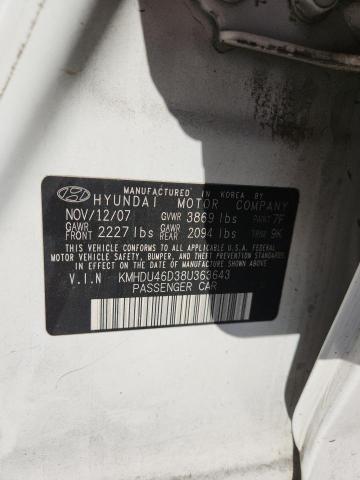 MANUFACTURED IN KOREA BY
HYUNDAI MOTOR COMPANY
NOV/12/07 GVWR 3869 lbs PAINT 7F
GAWR FRONT 2227 lbs GAWR REAR 2094 lbs TRIM 9K
THIS VEHICLE CONFORMS TO ALL APPLICABLE U.S.A. FEDERAL
MOTOR VEHICLE SAFETY, BUMPER, AND THEFT PREVENTION
STANDARDS IN EFFECT ON THE DATE OF MANUFACTURE SHOWN ABOVE.
V.I.N KMHDU46D38U363643
PASSENGER CAR